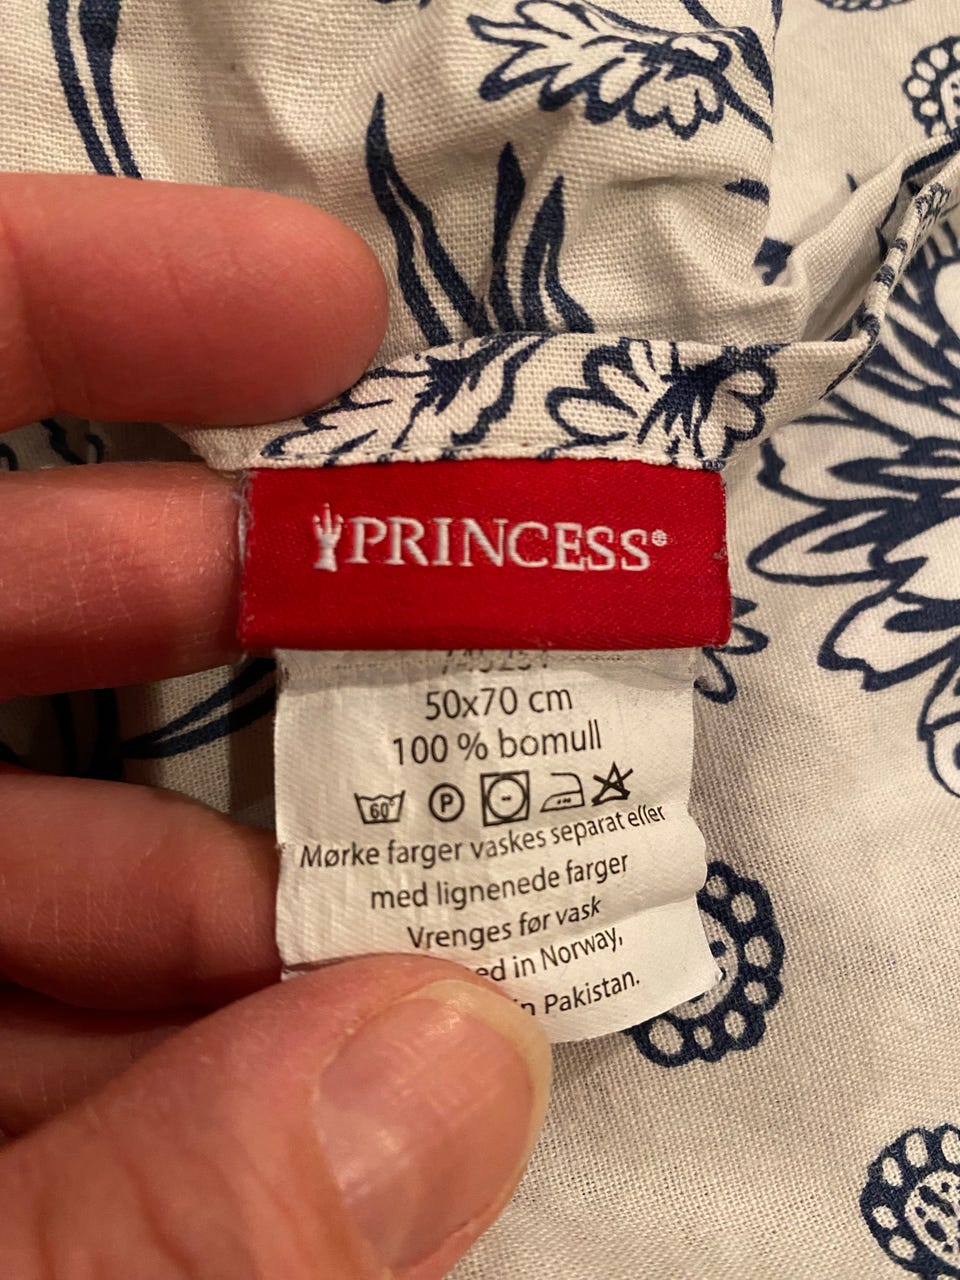 PRINCESS®
50x70 cm
100 % bomull
60° P
Mørke farger vaskes separat eller
med lignenede farger
Vrenges før vask
in Norway,
Pakistan.